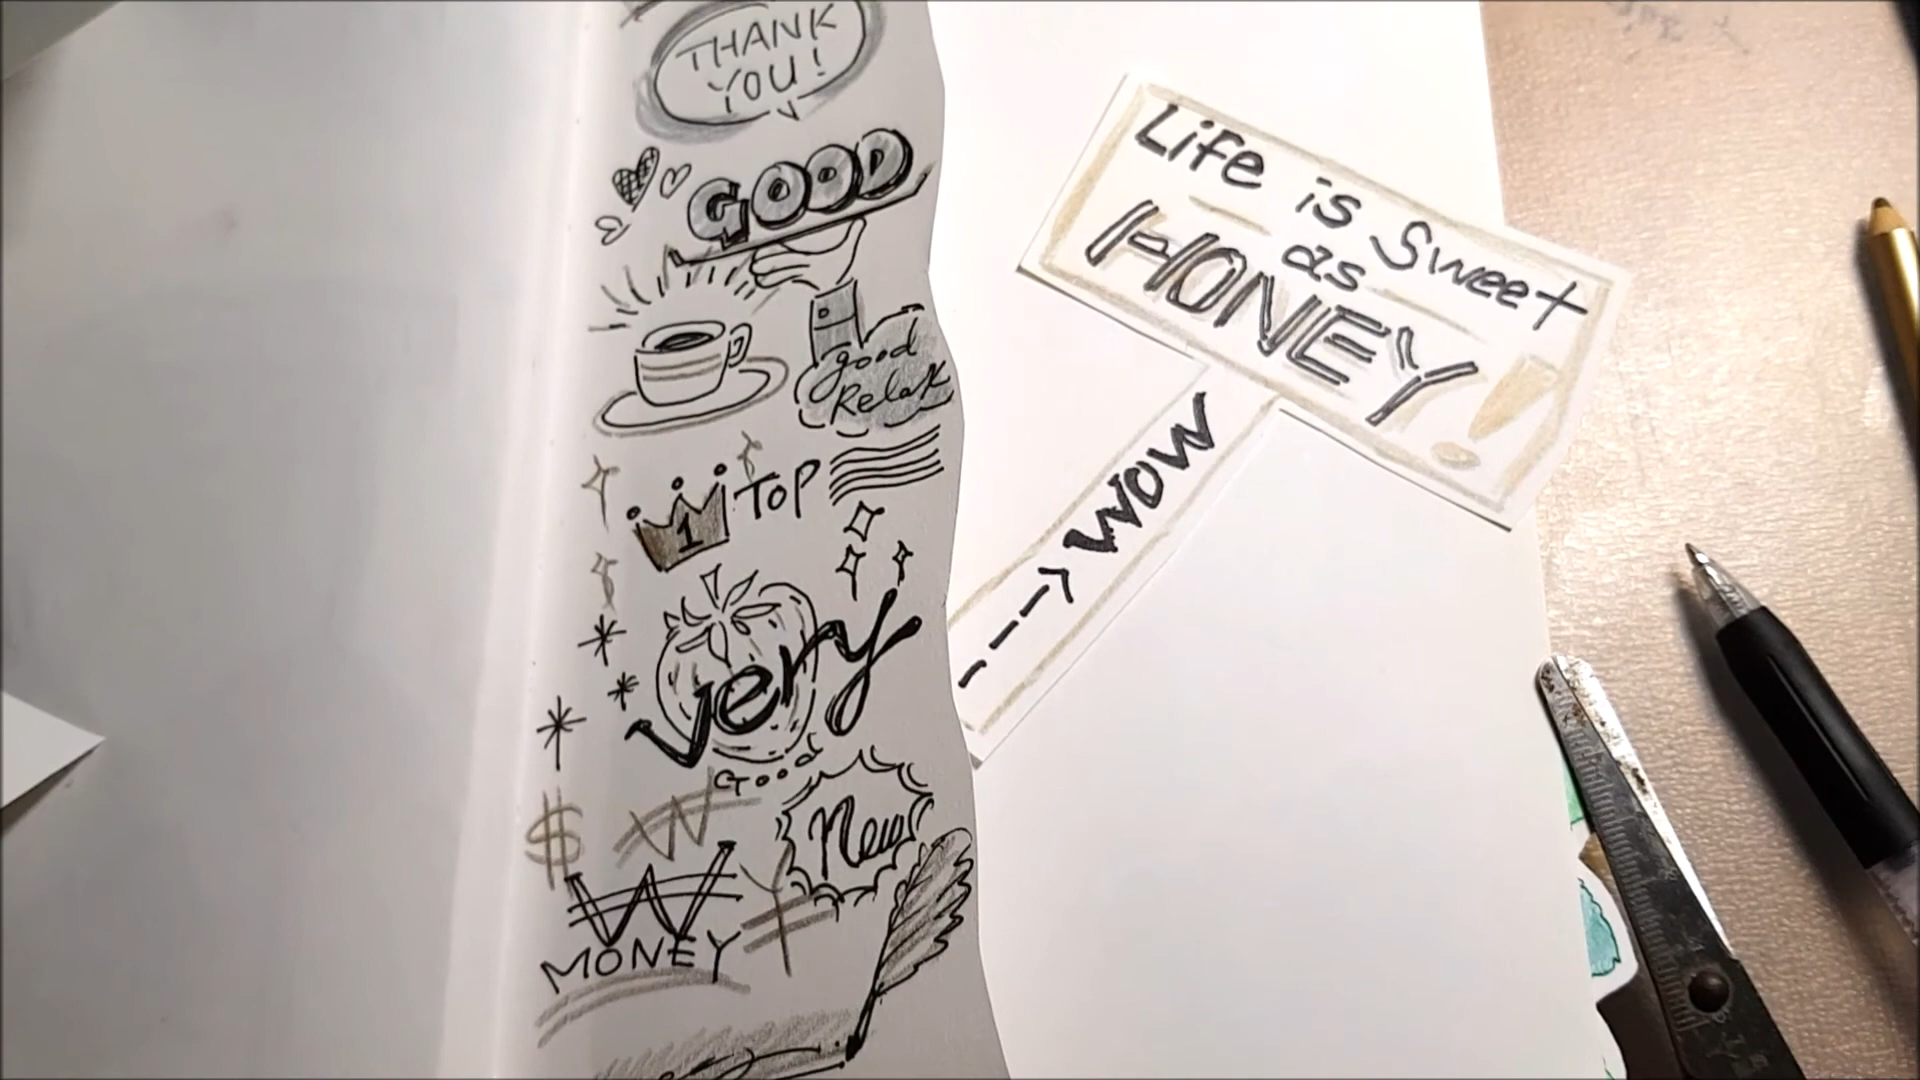 THANK
YOU!
GOOD
good
Relax
1
TOP
very
GOOD
$ ₩
New
₩ ¥
MONEY
Life is Sweet
as
HONEY!
---> WOW